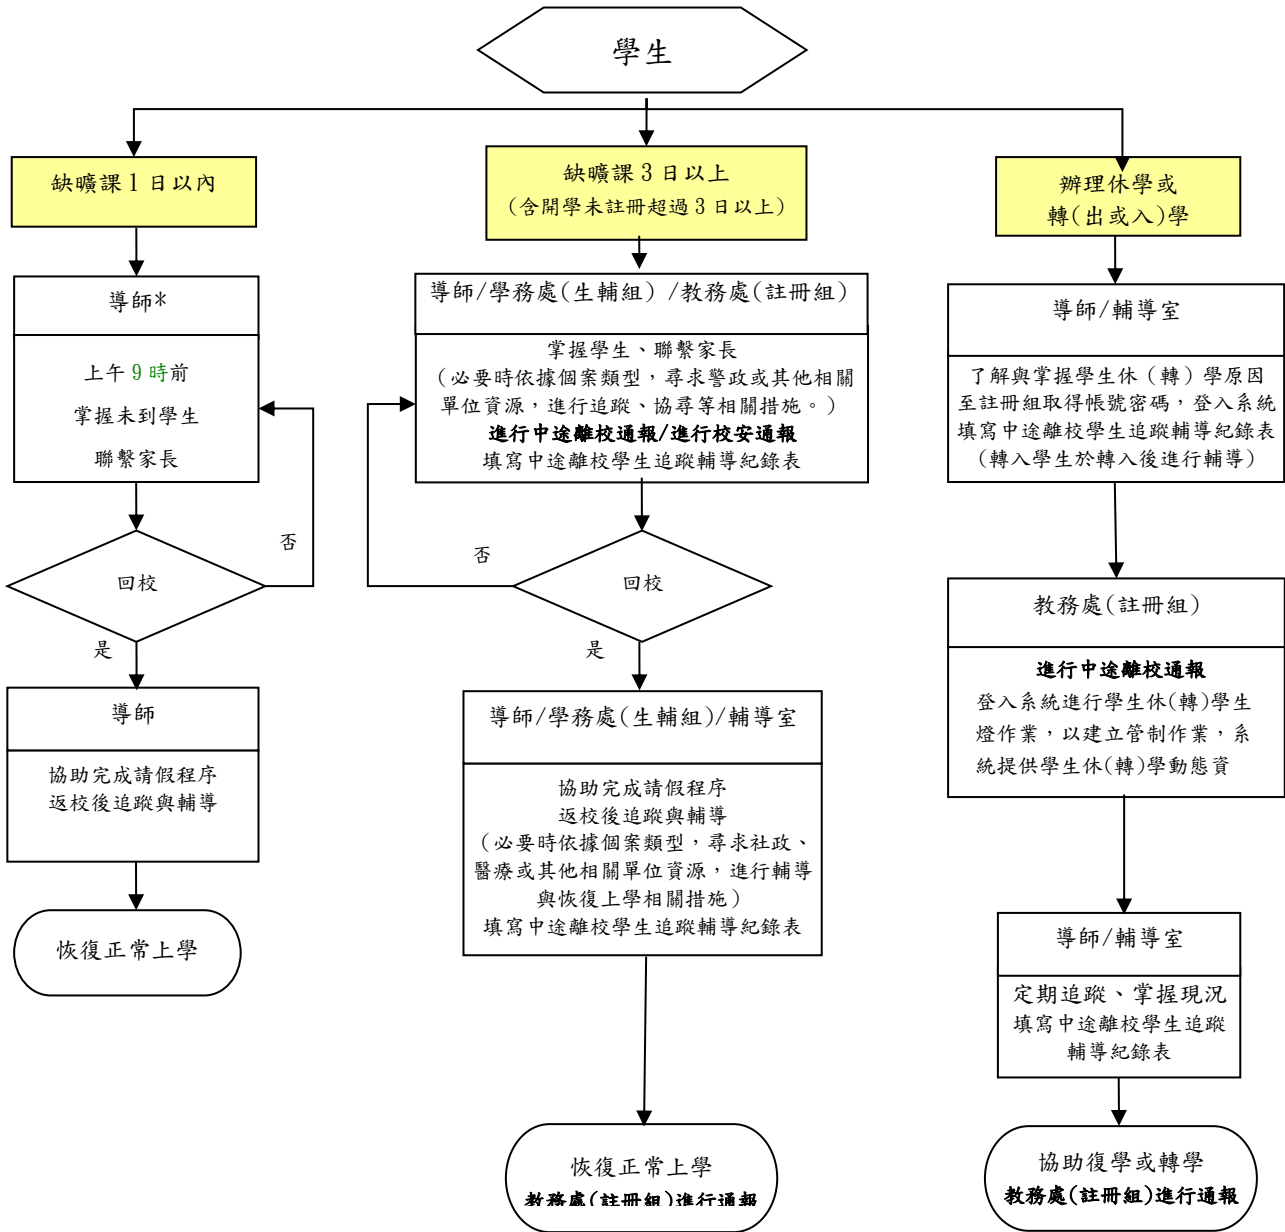 學生
缺曠課 1 日以內
導師*
上午 9 時前
掌握未到學生
聯繫家長
回校
否
是
導師
協助完成請假程序
返校後追蹤與輔導
恢復正常上學
缺曠課 3 日以上
（含開學未註冊超過 3 日以上）
導師/學務處(生輔組) /教務處(註冊組)
掌握學生、聯繫家長
（必要時依據個案類型，尋求警政或其他相關
單位資源，進行追蹤、協尋等相關措施。）
進行中途離校通報/進行校安通報
填寫中途離校學生追蹤輔導紀錄表
回校
否
是
導師/學務處(生輔組)/輔導室
協助完成請假程序
返校後追蹤與輔導
（必要時依據個案類型，尋求社政、
醫療或其他相關單位資源，進行輔導
與恢復上學相關措施）
填寫中途離校學生追蹤輔導紀錄表
恢復正常上學
教務處(註冊組)進行通報
辦理休學或
轉(出或入)學
導師/輔導室
了解與掌握學生休（轉）學原因
至註冊組取得帳號密碼，登入系統
填寫中途離校學生追蹤輔導紀錄表
（轉入學生於轉入後進行輔導）
教務處(註冊組)
進行中途離校通報
登入系統進行學生休(轉)學生
燈作業，以建立管制作業，系
統提供學生休(轉)學動態資
導師/輔導室
定期追蹤、掌握現況
填寫中途離校學生追蹤
輔導紀錄表
協助復學或轉學
教務處(註冊組)進行通報